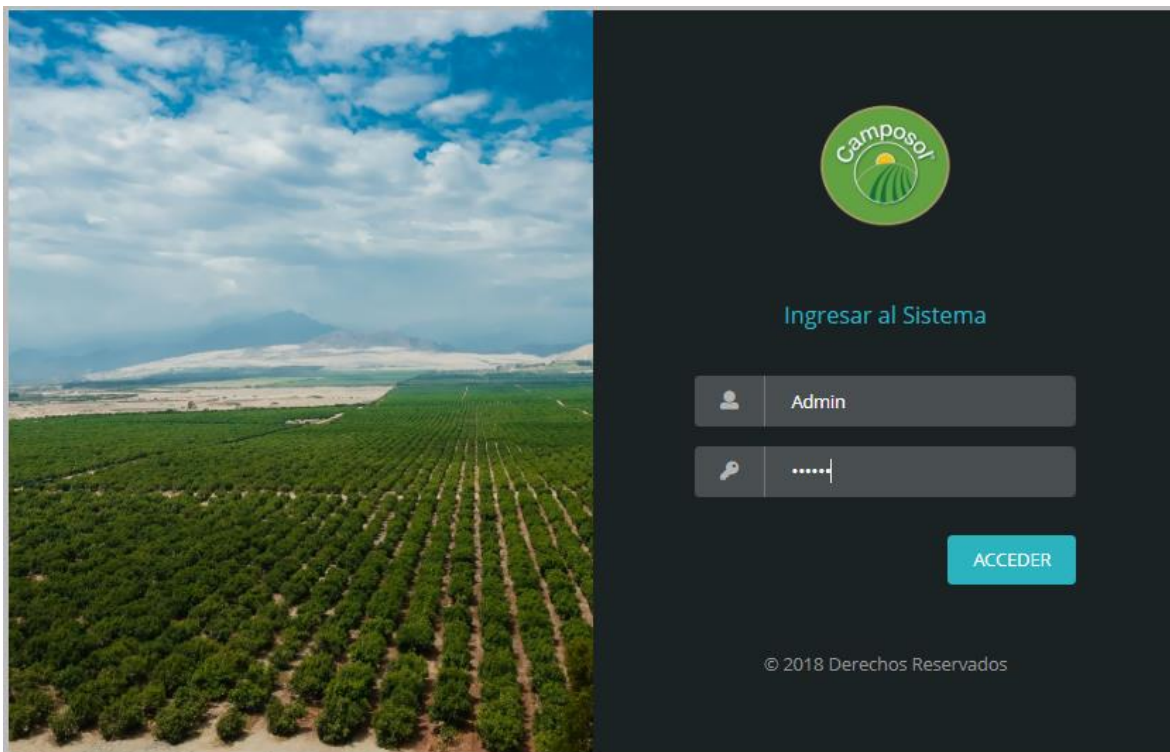 Camposol
Ingresar al Sistema
Admin
••••••
ACCEDER
© 2018 Derechos Reservados